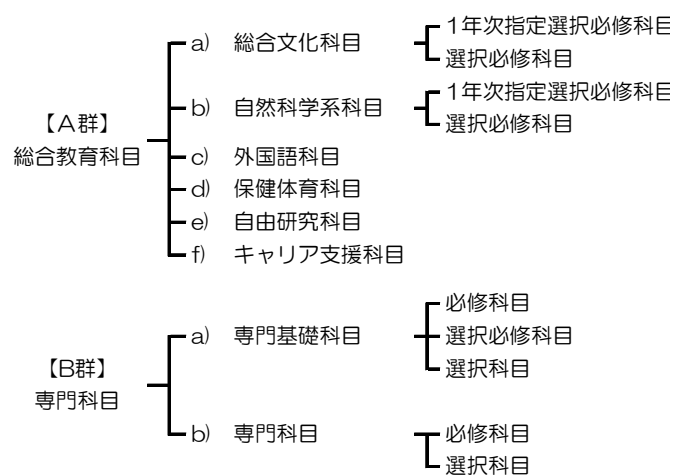 a) 総合文化科目
1年次指定選択必修科目
選択必修科目
b) 自然科学系科目
1年次指定選択必修科目
選択必修科目
【A群】
総合教育科目
c) 外国語科目
d) 保健体育科目
e) 自由研究科目
f) キャリア支援科目
a) 専門基礎科目
必修科目
選択必修科目
選択科目
【B群】
専門科目
b) 専門科目
必修科目
選択科目